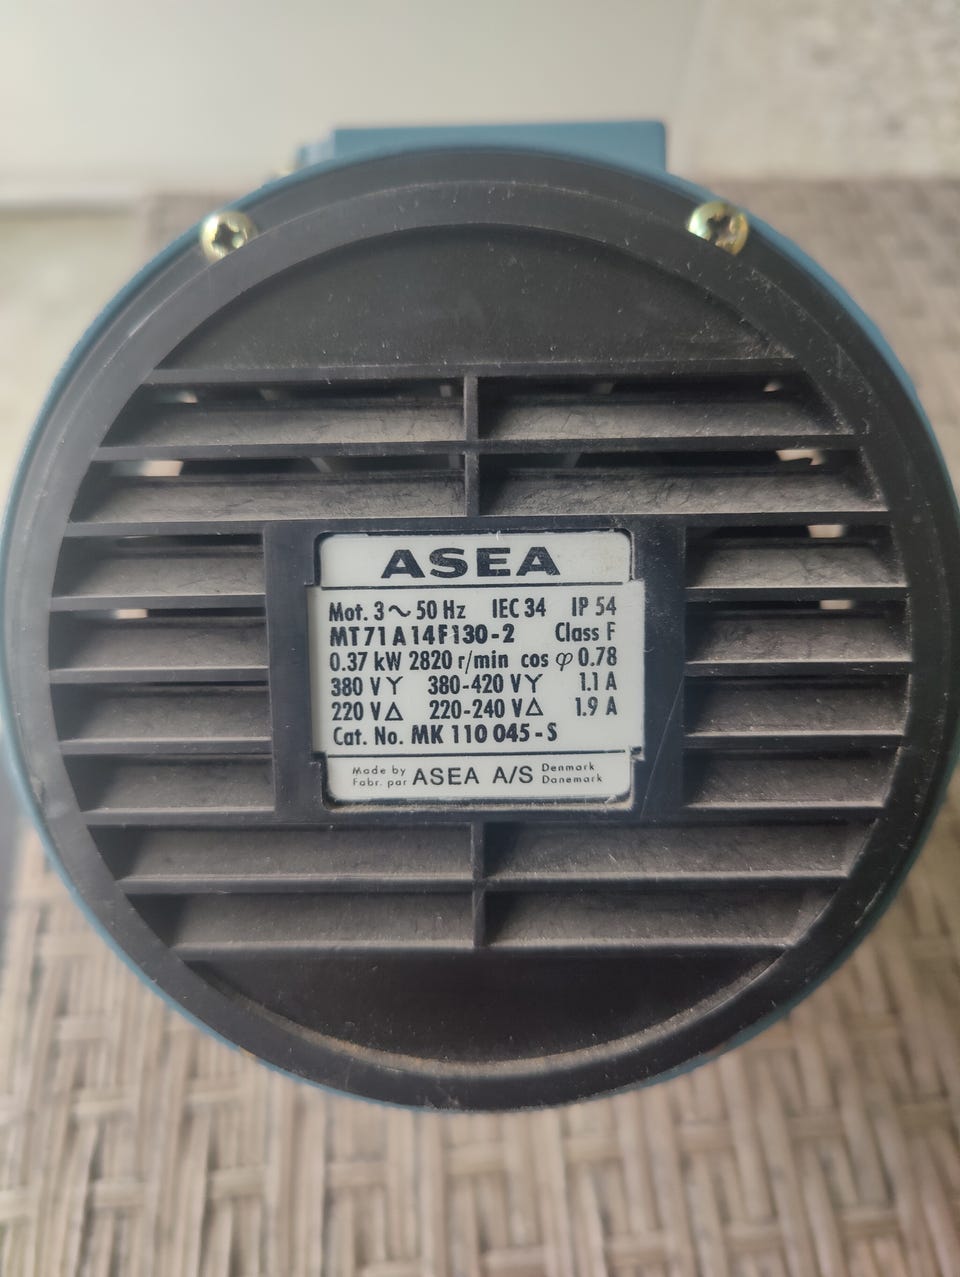 ASEA
Mot. 3~ 50 Hz IEC 34 IP 54
MT71A14F130-2 Class F
0.37 kW 2820 r/min cos φ 0.78
380 V Y 380-420 V Y 1.1 A
220 V △ 220-240 V △ 1.9 A
Cat. No. MK 110 045-S
Made by ASEA A/S Denmark
Fabr. par Danemark